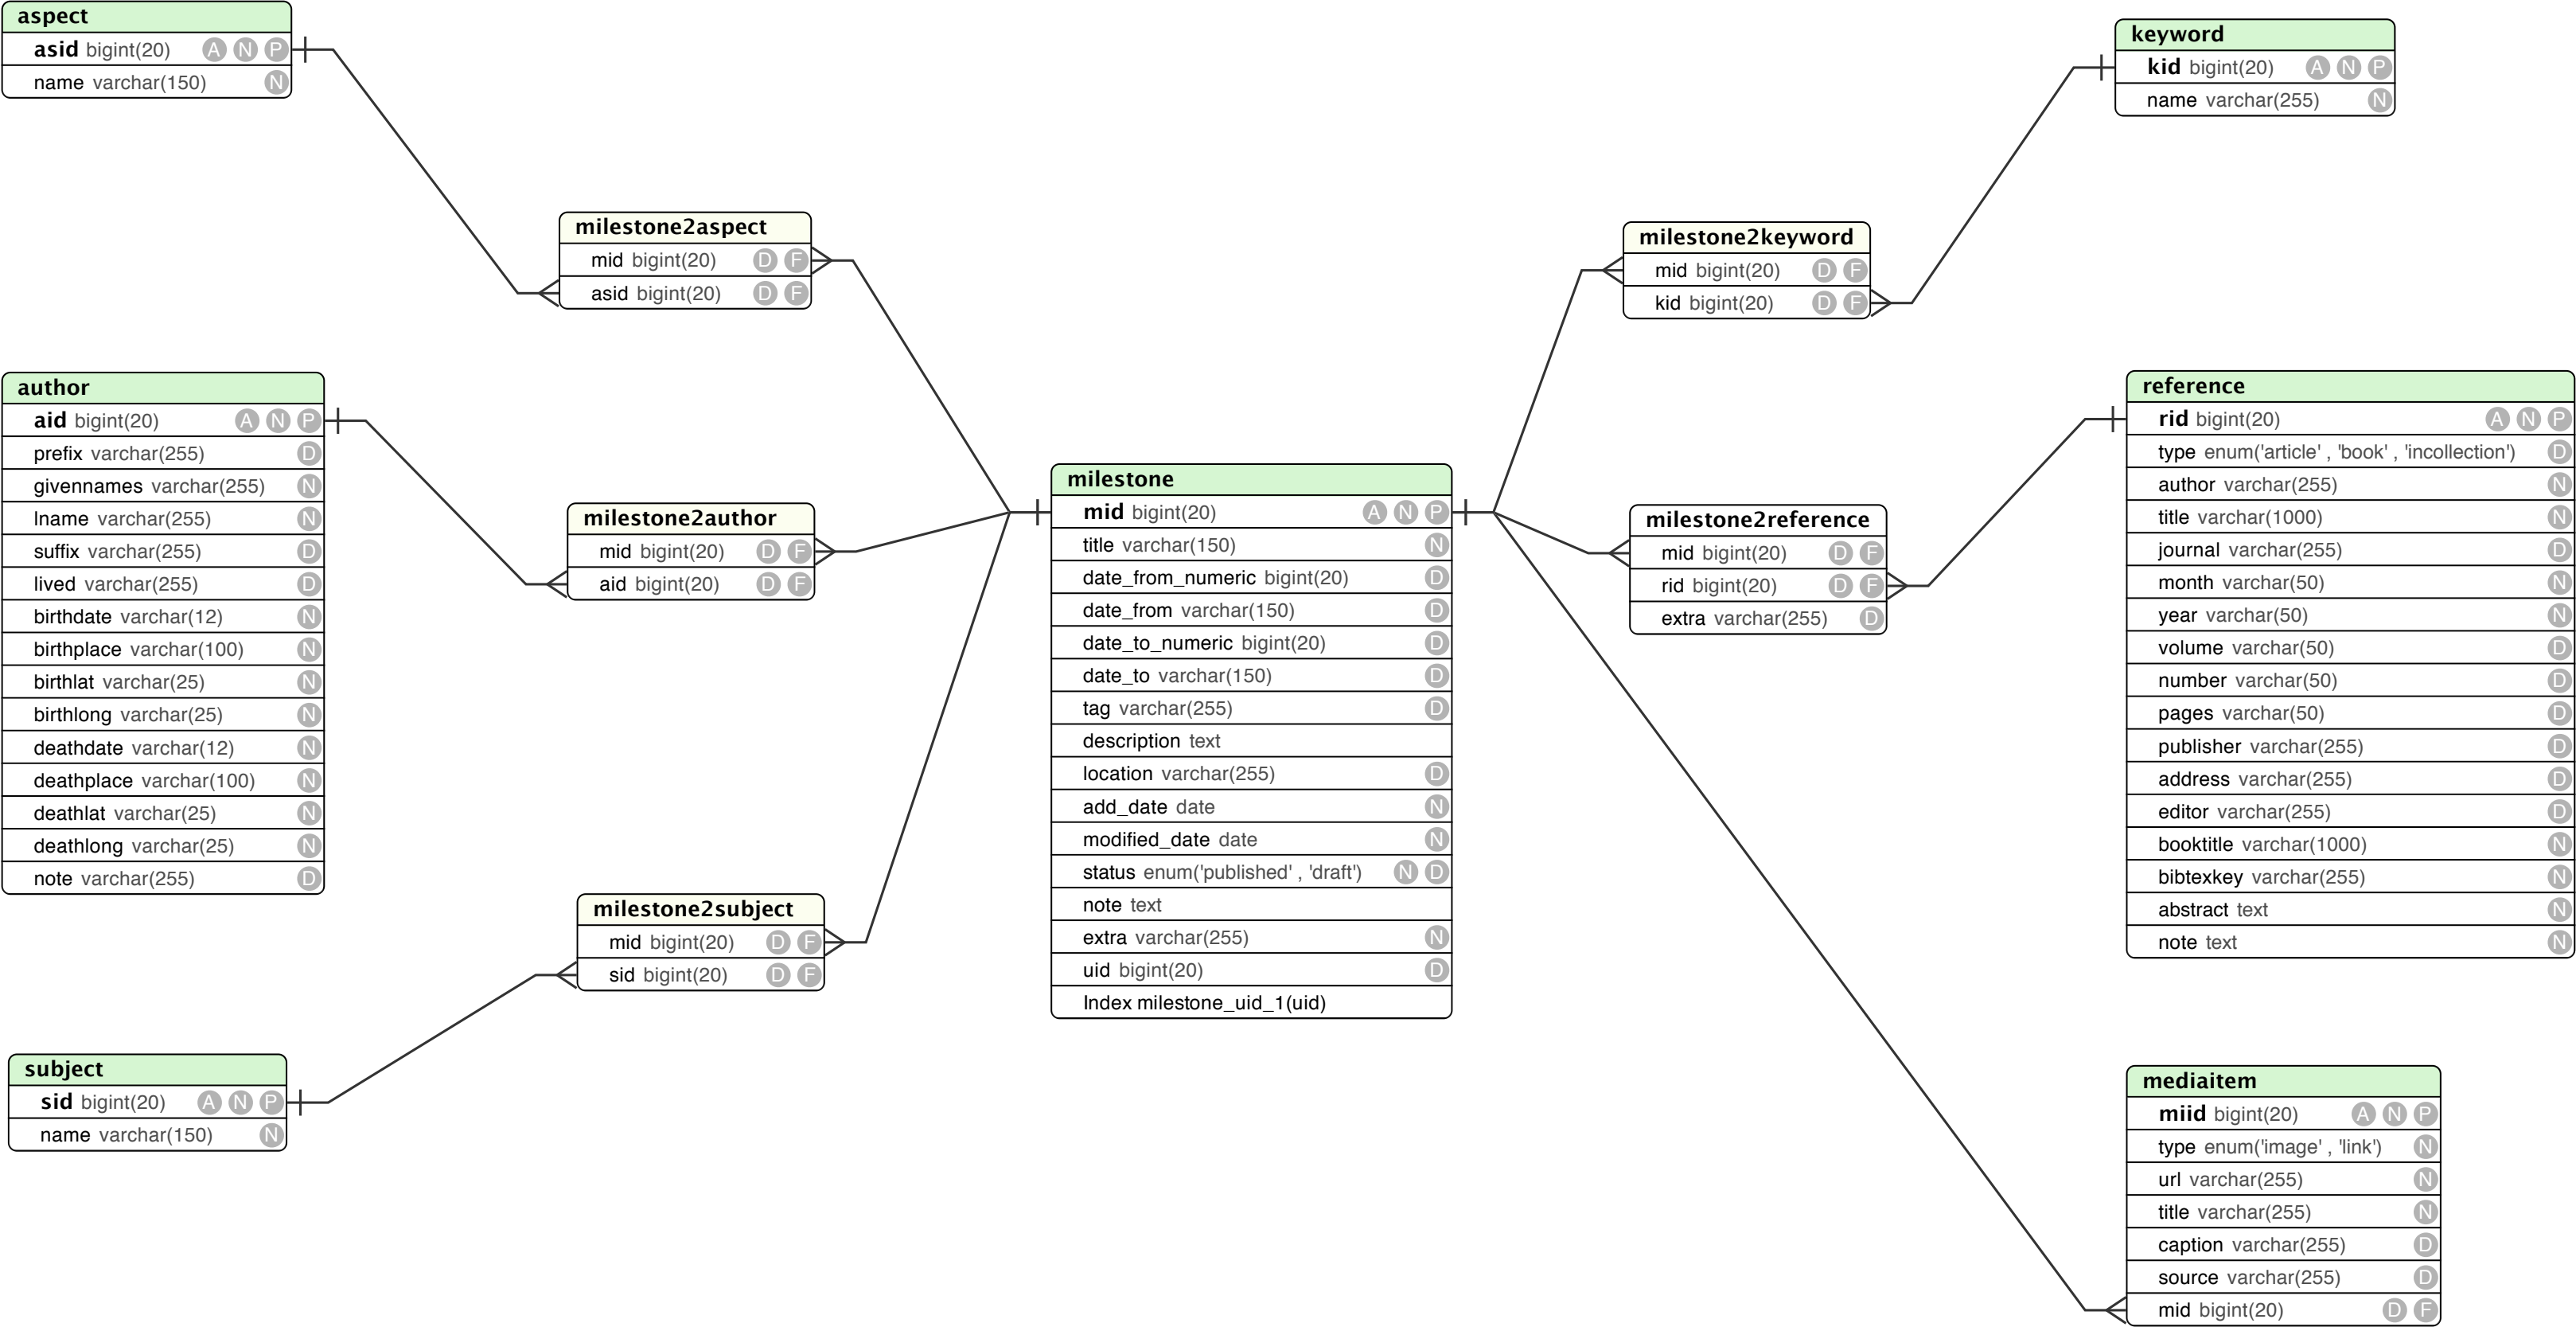 aspect
asid bigint(20) A N P
name varchar(150) N
keyword
kid bigint(20) A N P
name varchar(255) N
milestone2aspect
mid bigint(20) D F
asid bigint(20) D F
milestone2keyword
mid bigint(20) D F
kid bigint(20) D F
author
aid bigint(20) A N P
prefix varchar(255) D
givennames varchar(255) N
lname varchar(255) N
suffix varchar(255) D
lived varchar(255) D
birthdate varchar(12) N
birthplace varchar(100) N
birthlat varchar(25) N
birthlong varchar(25) N
deathdate varchar(12) N
deathplace varchar(100) N
deathlat varchar(25) N
deathlong varchar(25) N
note varchar(255) D
milestone2author
mid bigint(20) D F
aid bigint(20) D F
milestone
mid bigint(20) A N P
title varchar(150) N
date_from_numeric bigint(20) D
date_from varchar(150) D
date_to_numeric bigint(20) D
date_to varchar(150) D
tag varchar(255) D
description text
location varchar(255) D
add_date date N
modified_date date N
status enum('published' , 'draft') N D
note text
extra varchar(255) N
uid bigint(20) D
Index milestone_uid_1(uid)
milestone2reference
mid bigint(20) D F
rid bigint(20) D F
extra varchar(255) D
reference
rid bigint(20) A N P
type enum('article' , 'book' , 'incollection') D
author varchar(255) N
title varchar(1000) N
journal varchar(255) D
month varchar(50) N
year varchar(50) N
volume varchar(50) D
number varchar(50) D
pages varchar(50) D
publisher varchar(255) D
address varchar(255) D
editor varchar(255) D
booktitle varchar(1000) N
bibtexkey varchar(255) N
abstract text N
note text N
milestone2subject
mid bigint(20) D F
sid bigint(20) D F
subject
sid bigint(20) A N P
name varchar(150) N
mediaitem
miid bigint(20) A N P
type enum('image' , 'link') N
url varchar(255) N
title varchar(255) N
caption varchar(255) D
source varchar(255) D
mid bigint(20) D F